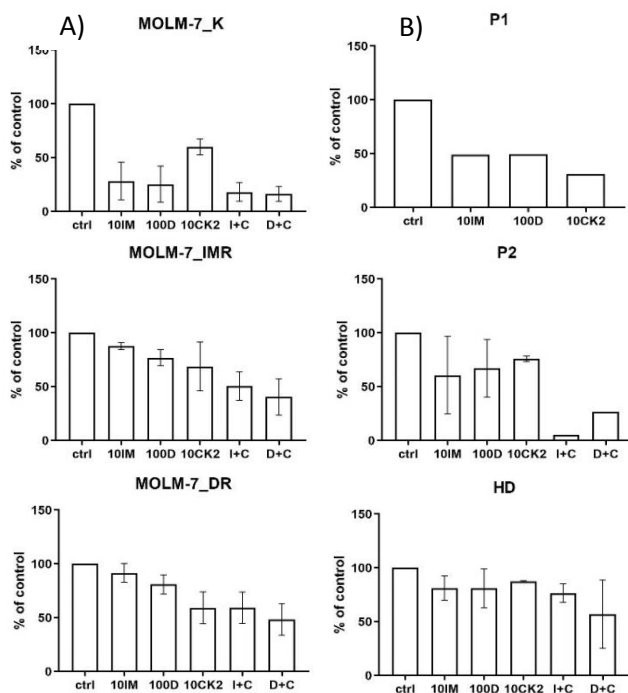 A)
MOLM-7_K
% of control
150
100
50
0
ctrl 10IM 100D 10CK2 I+C D+C
MOLM-7_IMR
% of control
150
100
50
0
ctrl 10IM 100D 10CK2 I+C D+C
MOLM-7_DR
% of control
150
100
50
0
ctrl 10IM 100D 10CK2 I+C D+C
B)
P1
% of control
150
100
50
0
ctrl 10IM 100D 10CK2
P2
% of control
150
100
50
0
ctrl 10IM 100D 10CK2 I+C D+C
HD
% of control
150
100
50
0
ctrl 10IM 100D 10CK2 I+C D+C